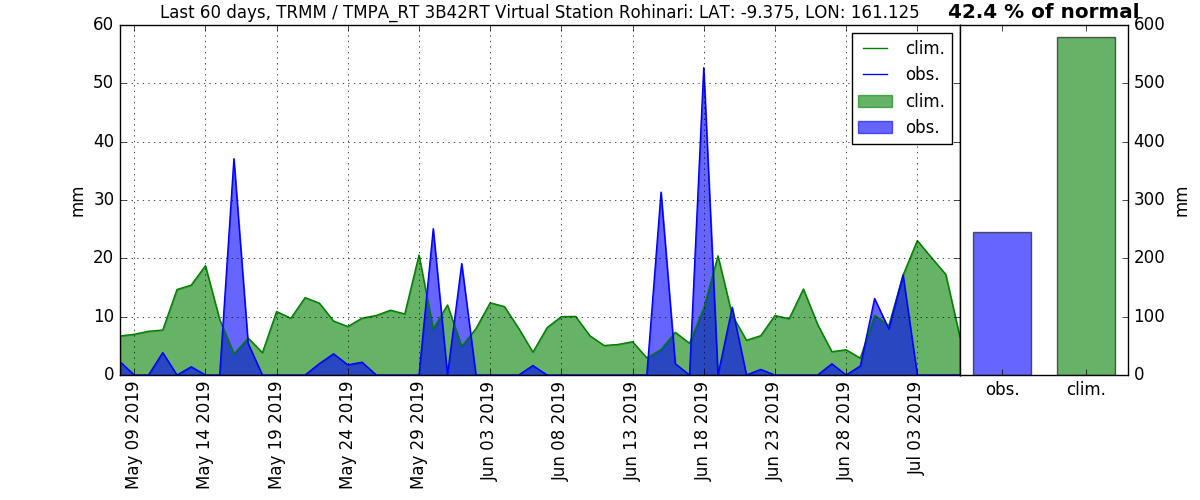 Last 60 days, TRMM / TMPA_RT 3B42RT Virtual Station Rohinari: LAT: -9.375, LON: 161.125
42.4 % of normal
60
50
40
30
20
10
0
mm
clim.
obs.
clim.
obs.
May 09 2019
May 14 2019
May 19 2019
May 24 2019
May 29 2019
Jun 03 2019
Jun 08 2019
Jun 13 2019
Jun 18 2019
Jun 23 2019
Jun 28 2019
Jul 03 2019
600
500
400
300
200
100
0
mm
obs.
clim.